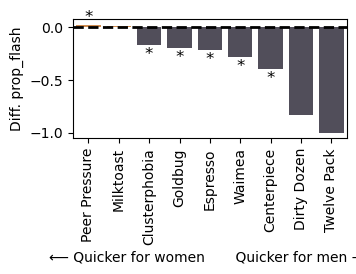 Diff. prop_flash
0.0
−0.5
−1.0
*
*
*
*
*
*
Peer Pressure
Milktoast
Clusterphobia
Goldbug
Espresso
Waimea
Centerpiece
Dirty Dozen
Twelve Pack
⟵ Quicker for women Quicker for men